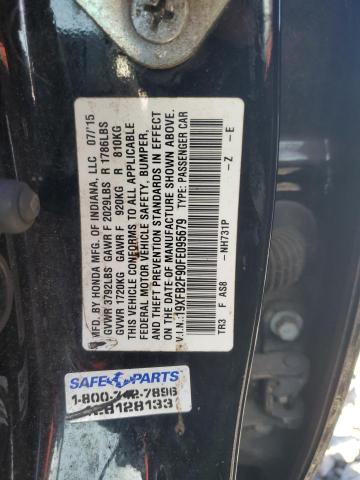 MFD. BY HONDA MFG. OF INDIANA, LLC 07/15
GVWR 3792LBS GAWR F 2029LBS R 1786LBS
GVWR 1720KG GAWR F 920KG R 810KG
THIS VEHICLE CONFORMS TO ALL APPLICABLE
FEDERAL MOTOR VEHICLE SAFETY, BUMPER,
AND THEFT PREVENTION STANDARDS IN EFFECT
ON THE DATE OF MANUFACTURE SHOWN ABOVE.
V.I.N.: 19XFB2F90FE095679 TYPE: PASSENGER CAR
NH731P
TR3 F AS8 -Z -E
SAFE PARTS
1-800-742-7896